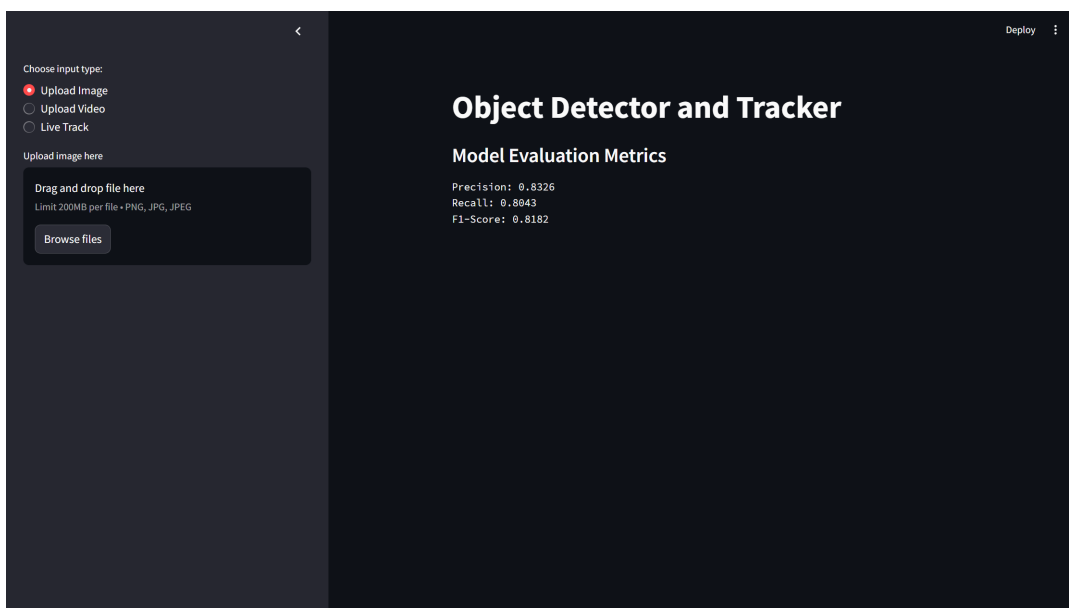 Choose input type:
Upload Image
Upload Video
Live Track
Upload image here
Drag and drop file here
Limit 200MB per file • PNG, JPG, JPEG
Browse files
Deploy
Object Detector and Tracker
Model Evaluation Metrics
Precision: 0.8326
Recall: 0.8043
F1-Score: 0.8182